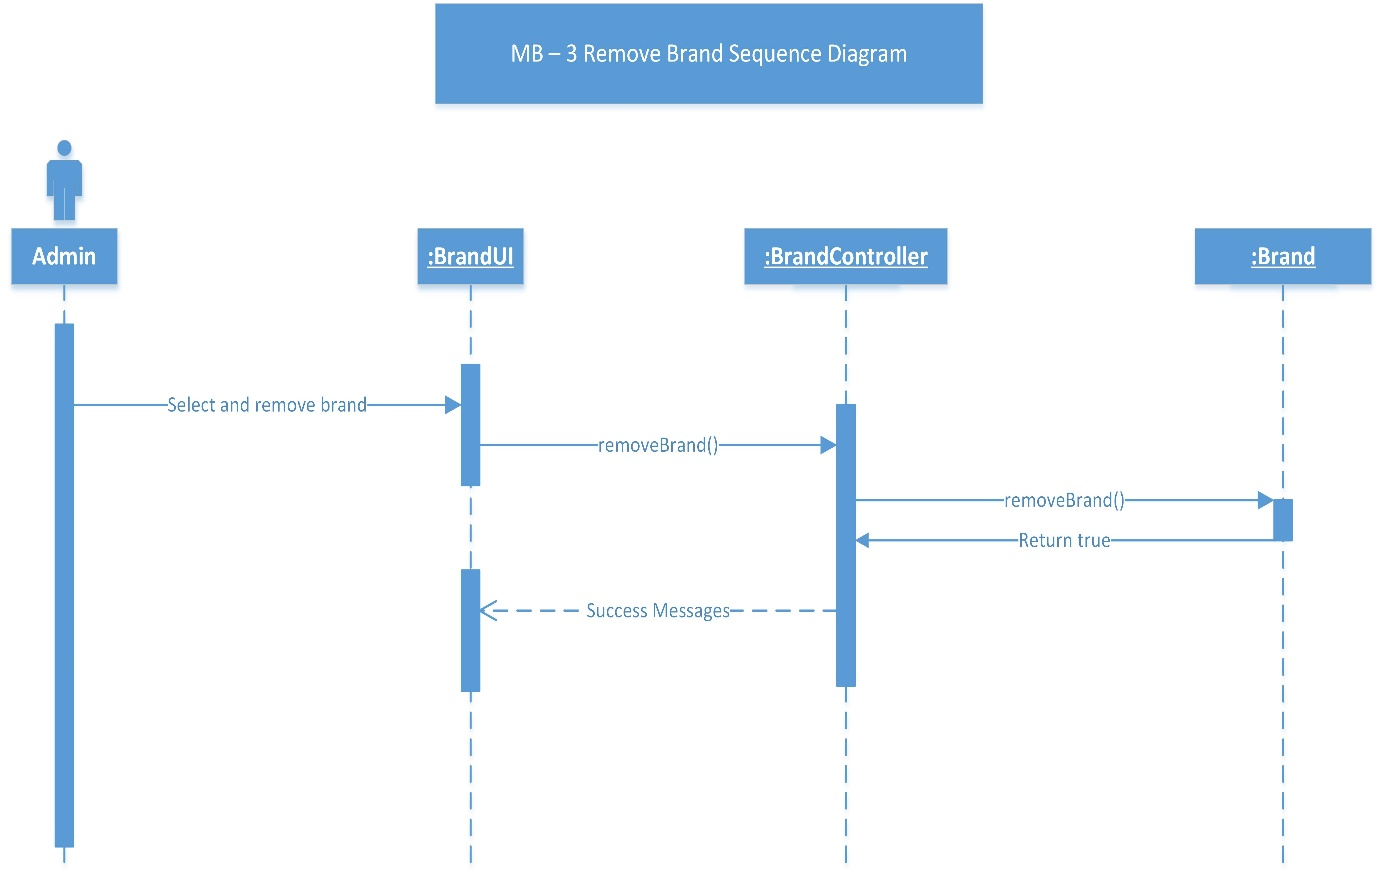 MB – 3 Remove Brand Sequence Diagram
Admin
:BrandUI
:BrandController
:Brand
Select and remove brand
removeBrand()
removeBrand()
Return true
Success Messages